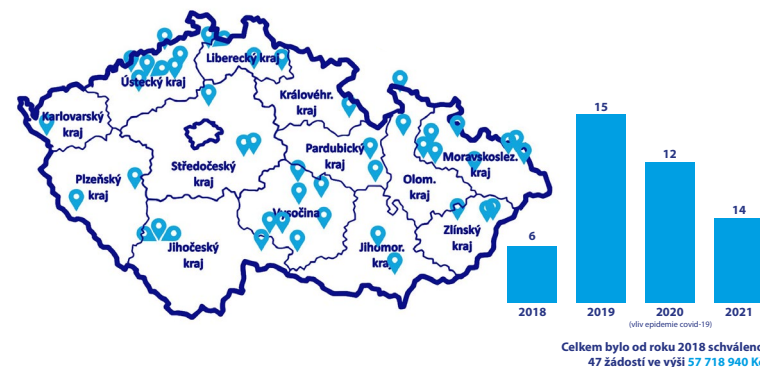 Liberecký kraj
Ústecký kraj
Královéhr.
kraj
Karlovarský
kraj
Pardubický
kraj
Moravskoslez.
kraj
Středočeský
kraj
Plzeňský
kraj
Olom.
kraj
Vysočina
Zlínský
kraj
Jihočeský
kraj
Jihomor.
kraj
15
12
14
6
2018
2019
2020
2021
(vliv epidemie covid-19)
Celkem bylo od roku 2018 schváleno
47 žádostí ve výši 57 718 940 Kč